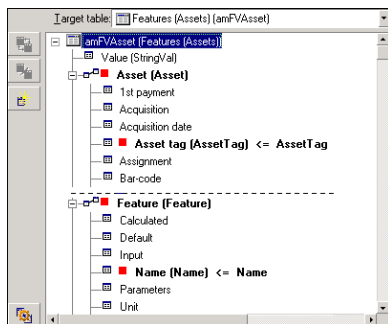 Target table: Features (Assets) (amFVAsset)
amFVAsset (Features (Assets))
Value (StringVal)
Asset (Asset)
1st payment
Acquisition
Acquisition date
Asset tag (AssetTag) <= AssetTag
Assignment
Bar-code
Feature (Feature)
Calculated
Default
Input
Name (Name) <= Name
Parameters
Unit